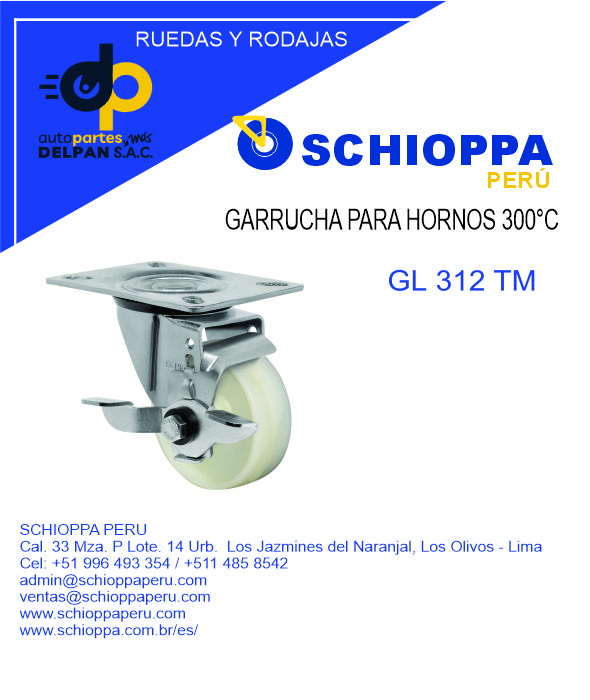 RUEDAS Y RODAJAS
dp
autopartes y más
DELPAN S.A.C.
SCHIOPPA
PERÚ
GARRUCHA PARA HORNOS 300°C
GL 312 TM
SCHIOPPA PERU
Cal. 33 Mza. P Lote. 14 Urb.  Los Jazmines del Naranjal, Los Olivos - Lima
Cel: +51 996 493 354 / +511 485 8542
admin@schioppaperu.com
ventas@schioppaperu.com
www.schioppaperu.com
www.schioppa.com.br/es/